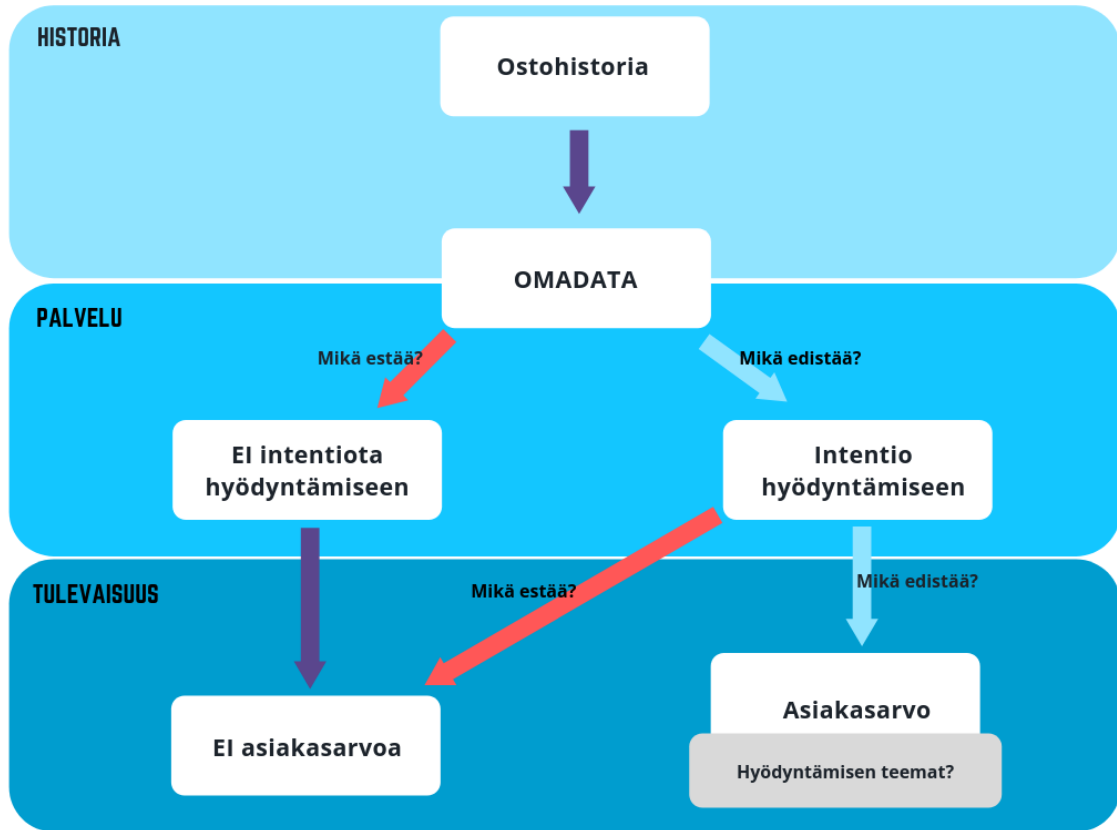 HISTORIA
Ostohistoria
OMADATA
PALVELU
Mikä estää?
Mikä edistää?
EI intentiota
hyödyntämiseen
Intentio
hyödyntämiseen
TULEVAISUUS
Mikä estää?
Mikä edistää?
EI asiakasarvoa
Asiakasarvo
Hyödyntämisen teemat?